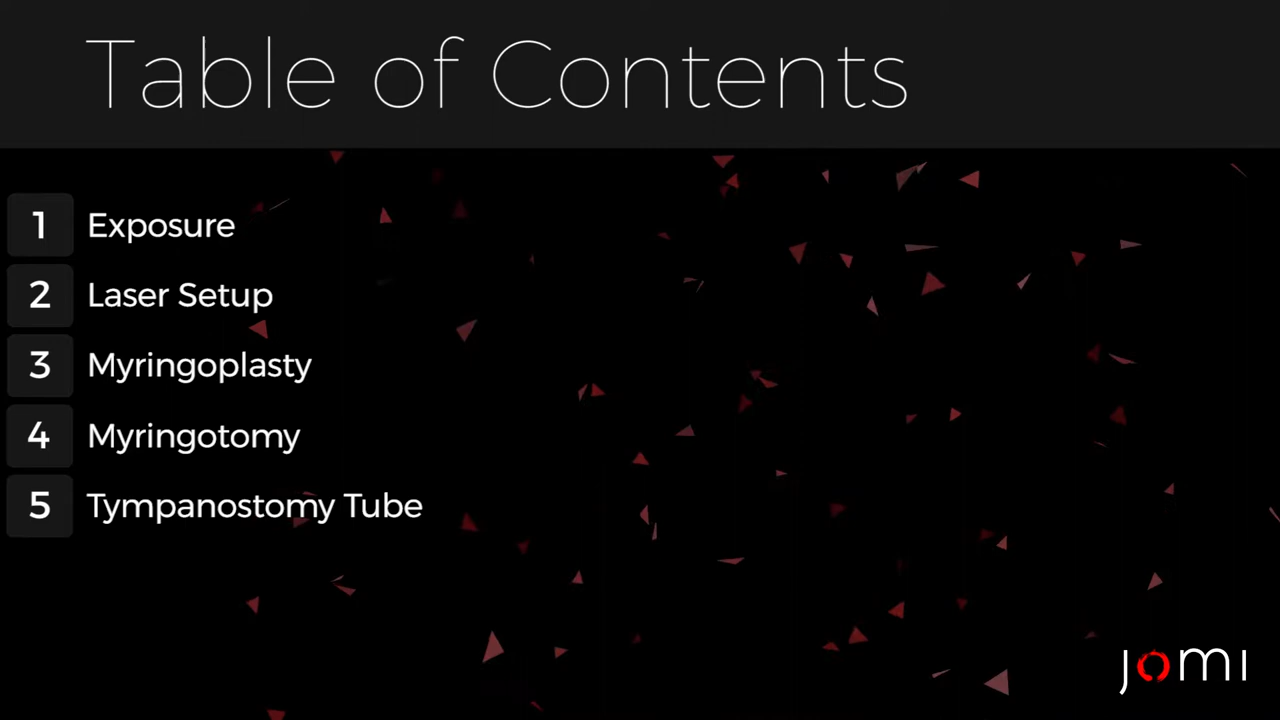 Table of Contents
1 Exposure
2 Laser Setup
3 Myringoplasty
4 Myringotomy
5 Tympanostomy Tube
jomi